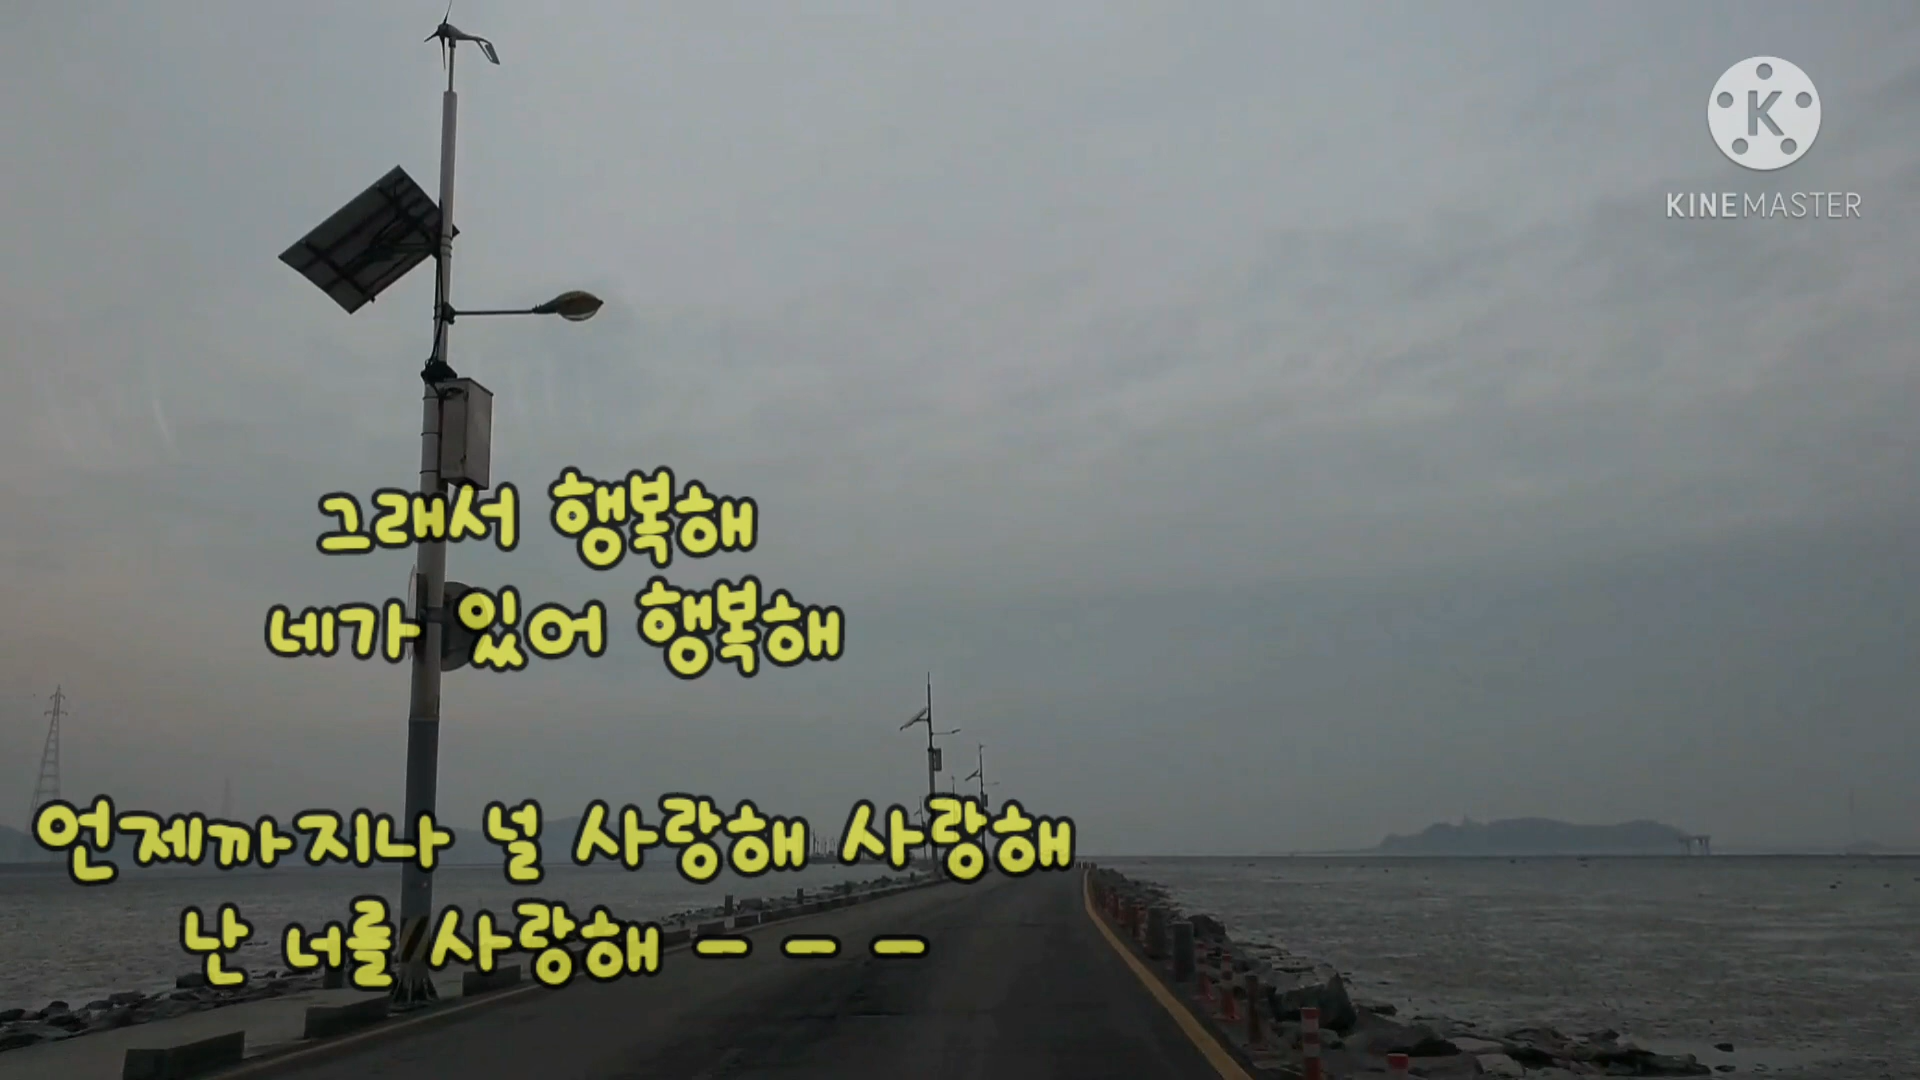 K
KINEMASTER
그래서 행복해
네가 있어 행복해
언제까지나 널 사랑해 사랑해
난 너를 사랑해 - - -